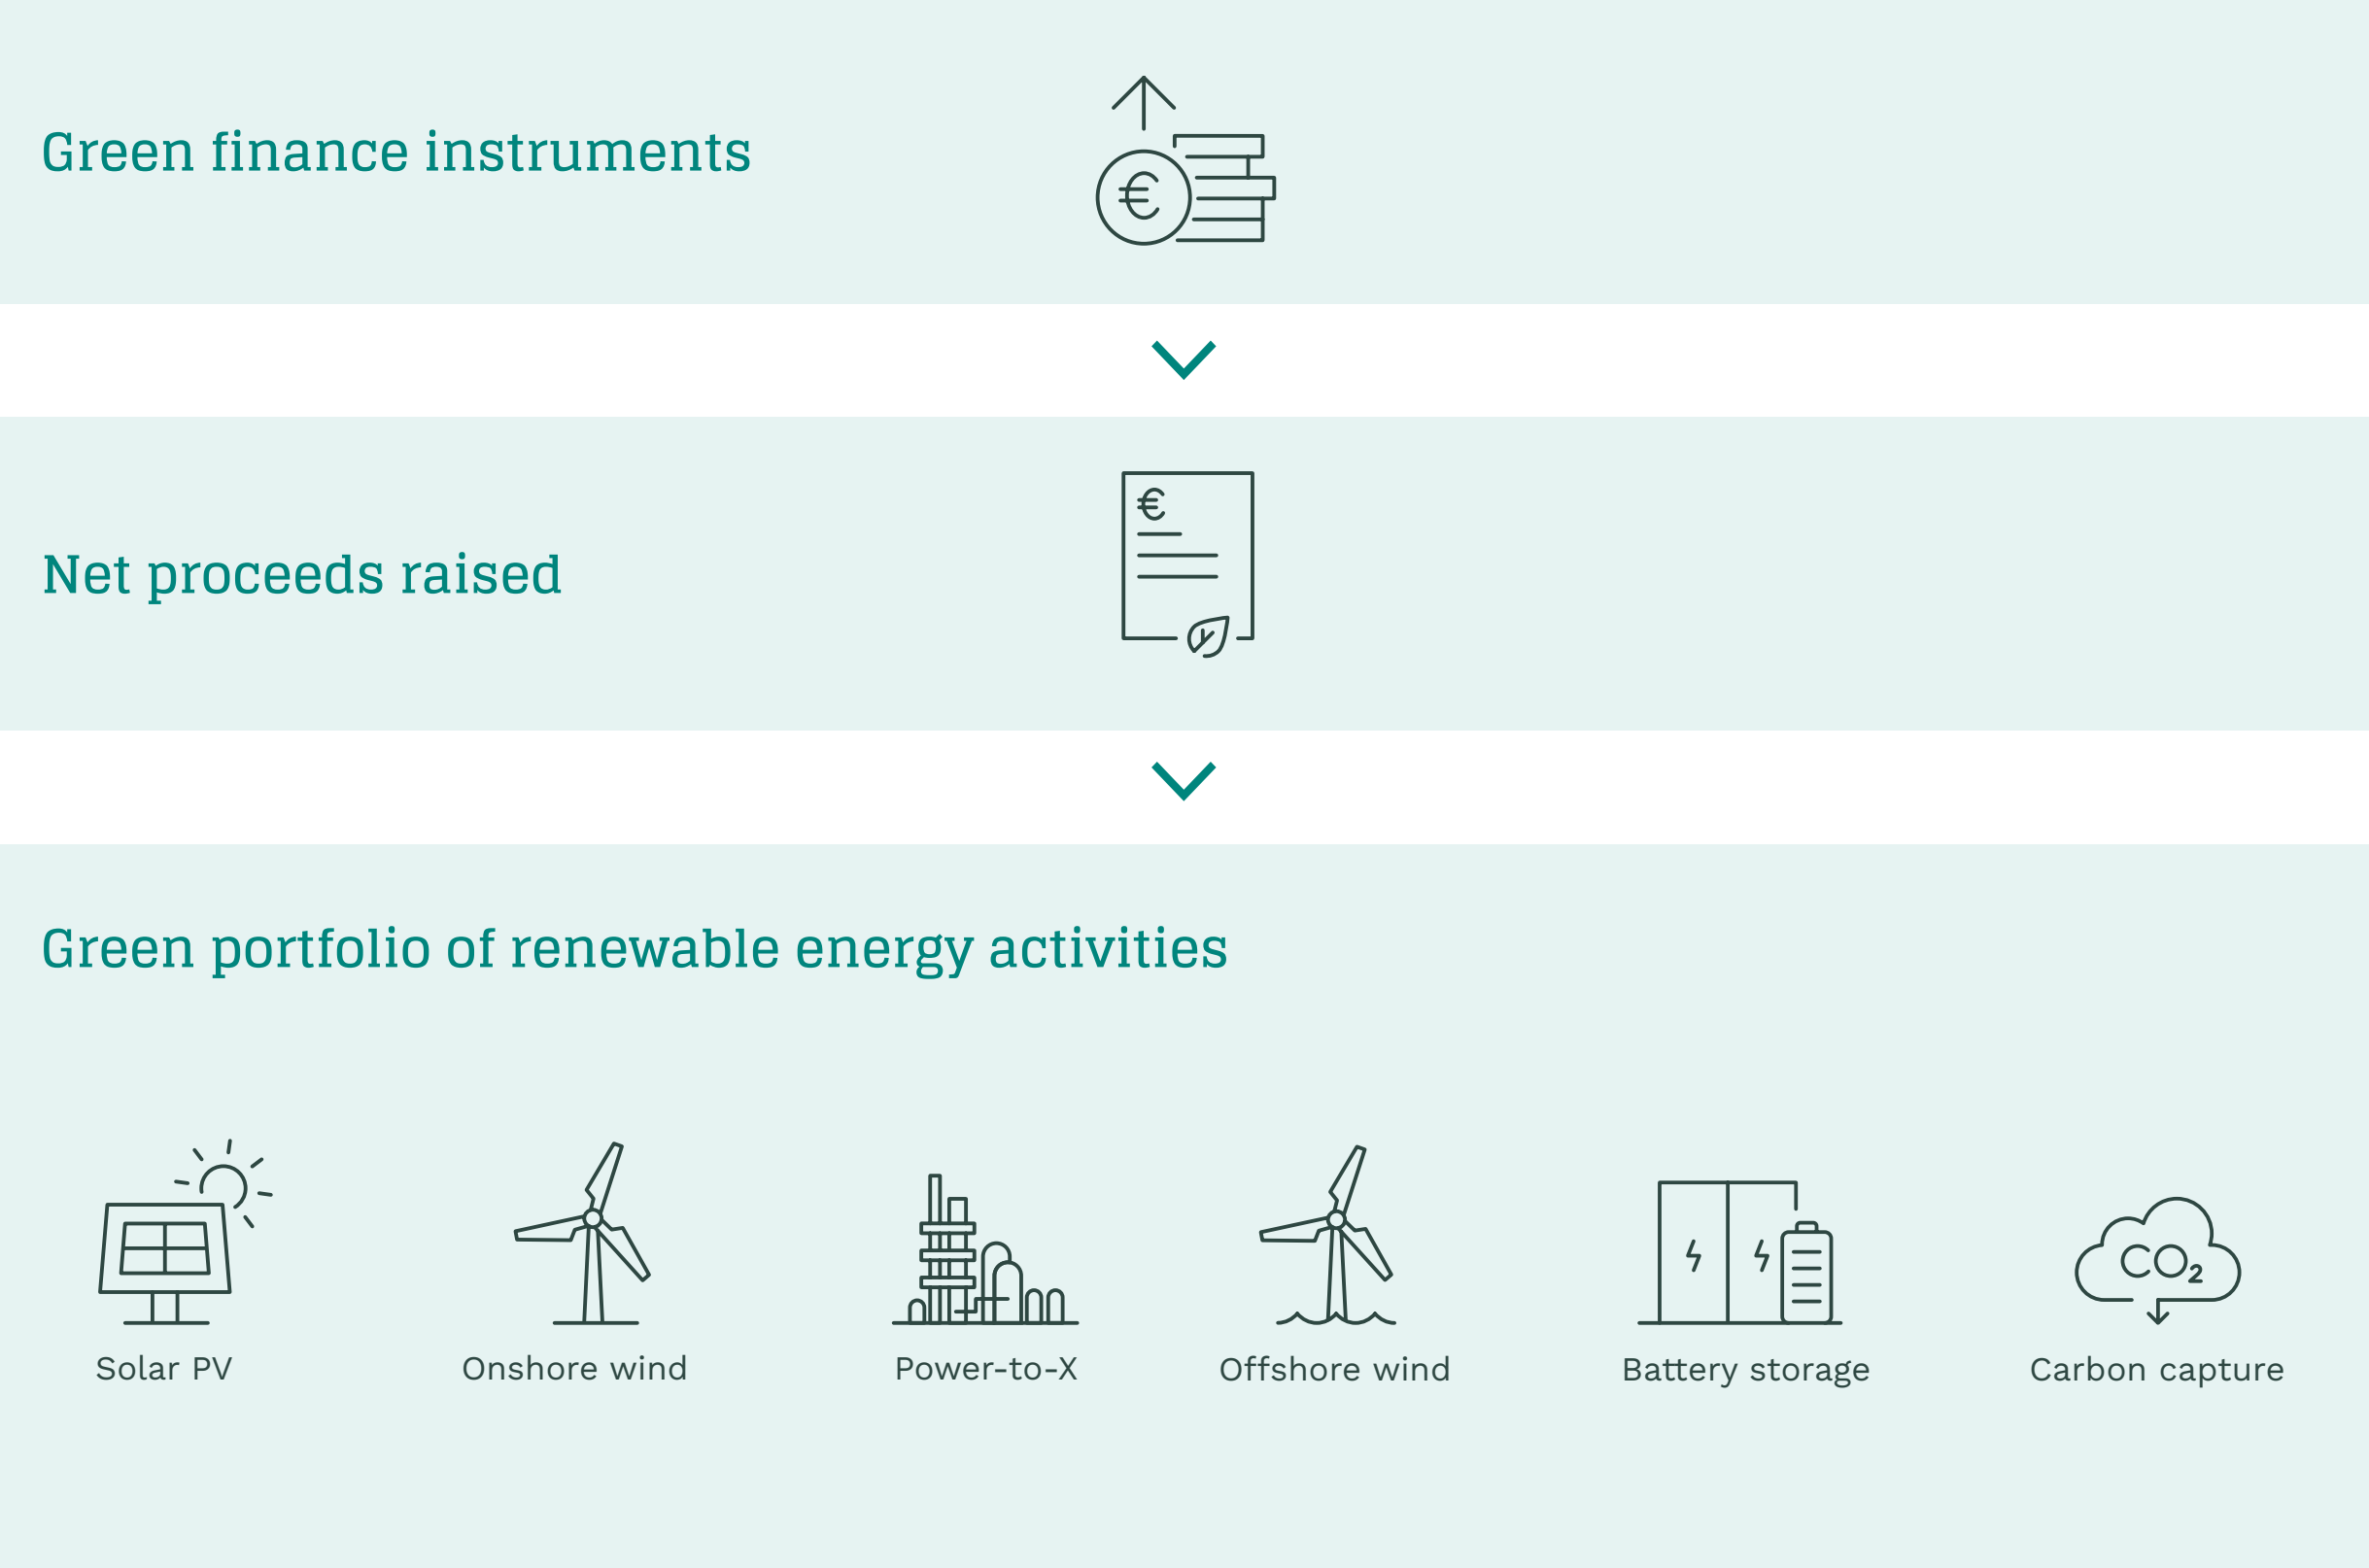 Green finance instruments
€
Net proceeds raised
€
Green portfolio of renewable energy activities
CO₂
Solar PV
Onshore wind
Power-to-X
Offshore wind
Battery storage
Carbon capture